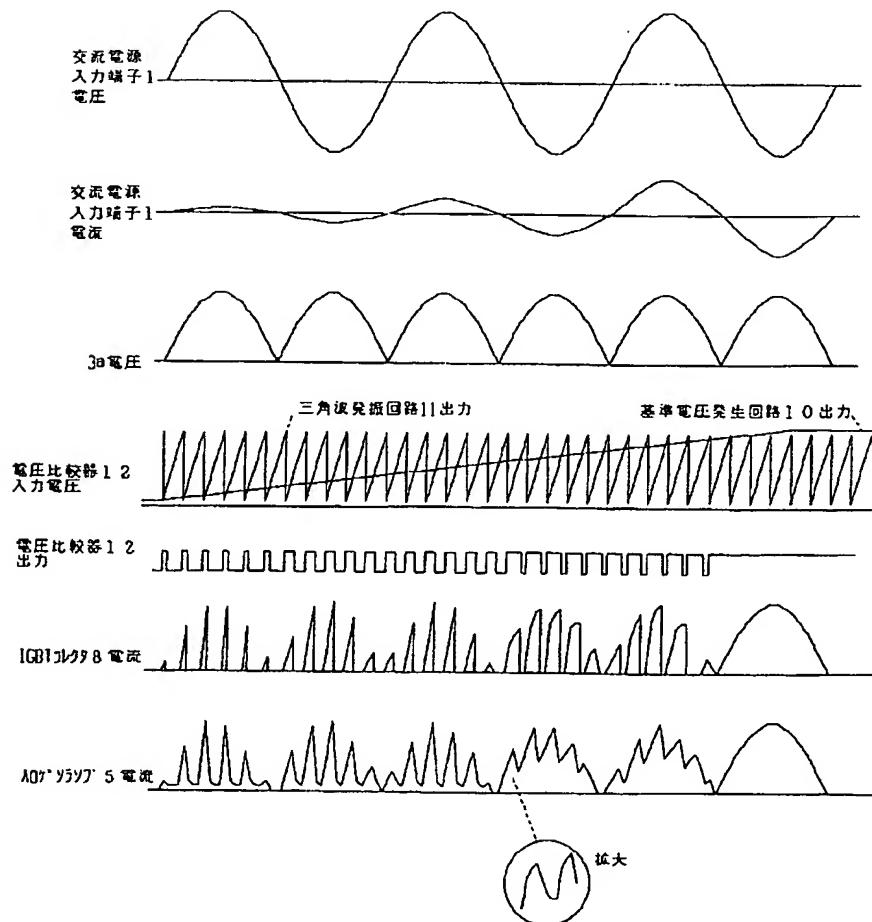 交流電源
入力端子1
電圧
交流電源
入力端子1
電流
3a電圧
三角波発振回路11出力
基準電圧発生回路10出力
電圧比較器12
入力電圧
電圧比較器12
出力
IGBTコレクタ8電流
ハロゲンランプ5電流
拡大